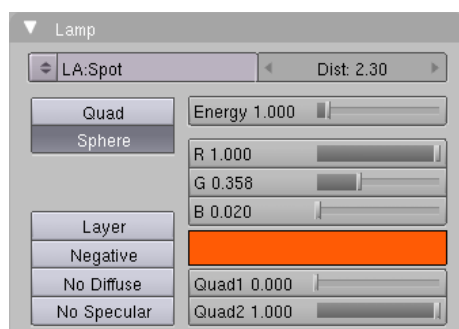 Lamp
LA:Spot Dist: 2.30
Quad Energy 1.000
Sphere
R 1.000
G 0.358
B 0.020
Layer
Negative
No Diffuse Quad1 0.000
No Specular Quad2 1.000